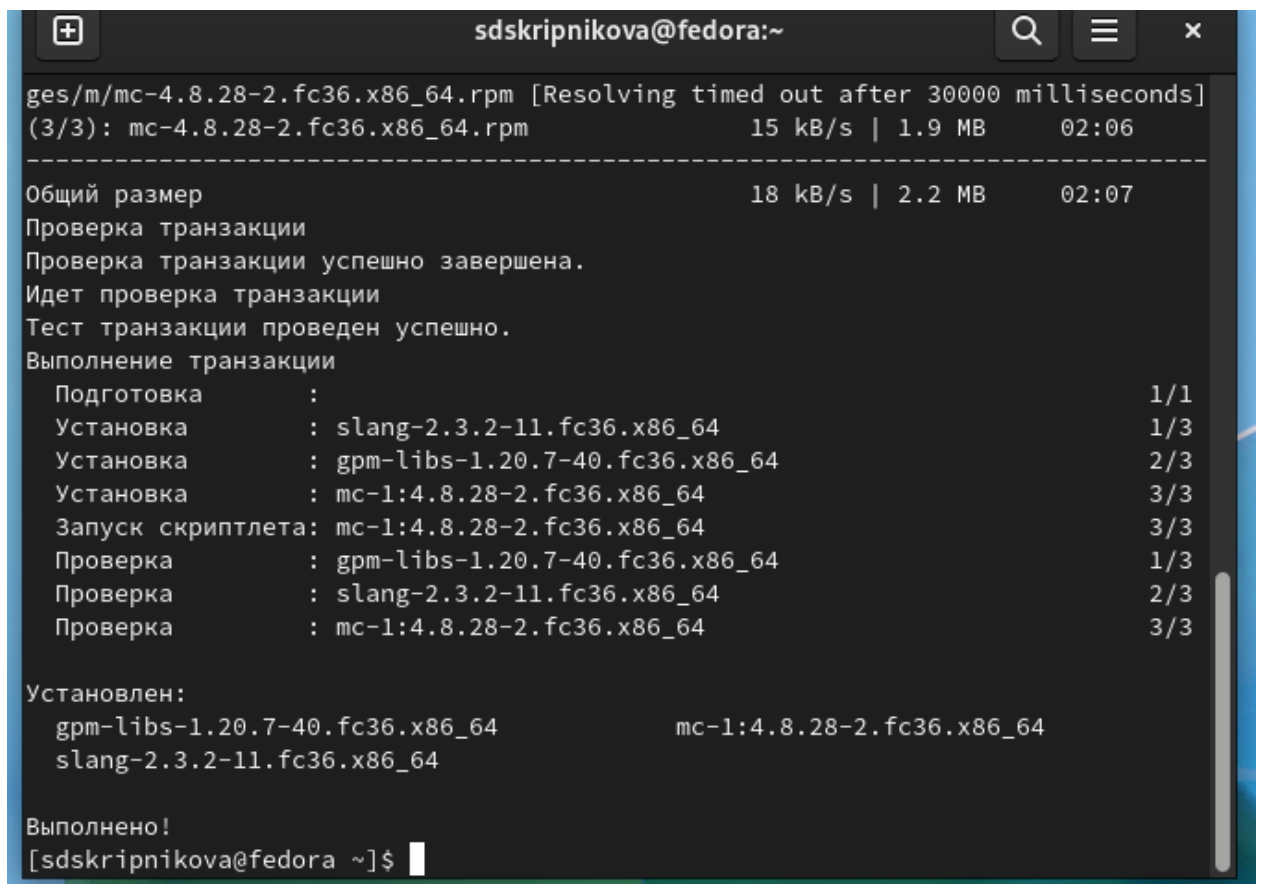 sdskripnikova@fedora:~
ges/m/mc-4.8.28-2.fc36.x86_64.rpm [Resolving timed out after 30000 milliseconds]
(3/3): mc-4.8.28-2.fc36.x86_64.rpm 15 kB/s | 1.9 MB 02:06
--------------------------------------------------------------------------------
Общий размер 18 kB/s | 2.2 MB 02:07
Проверка транзакции
Проверка транзакции успешно завершена.
Идет проверка транзакции
Тест транзакции проведен успешно.
Выполнение транзакции
Подготовка : 1/1
Установка : slang-2.3.2-11.fc36.x86_64 1/3
Установка : gpm-libs-1.20.7-40.fc36.x86_64 2/3
Установка : mc-1:4.8.28-2.fc36.x86_64 3/3
Запуск скриптлета: mc-1:4.8.28-2.fc36.x86_64 3/3
Проверка : gpm-libs-1.20.7-40.fc36.x86_64 1/3
Проверка : slang-2.3.2-11.fc36.x86_64 2/3
Проверка : mc-1:4.8.28-2.fc36.x86_64 3/3
Установлен:
gpm-libs-1.20.7-40.fc36.x86_64 mc-1:4.8.28-2.fc36.x86_64
slang-2.3.2-11.fc36.x86_64
Выполнено!
[sdskripnikova@fedora ~]$